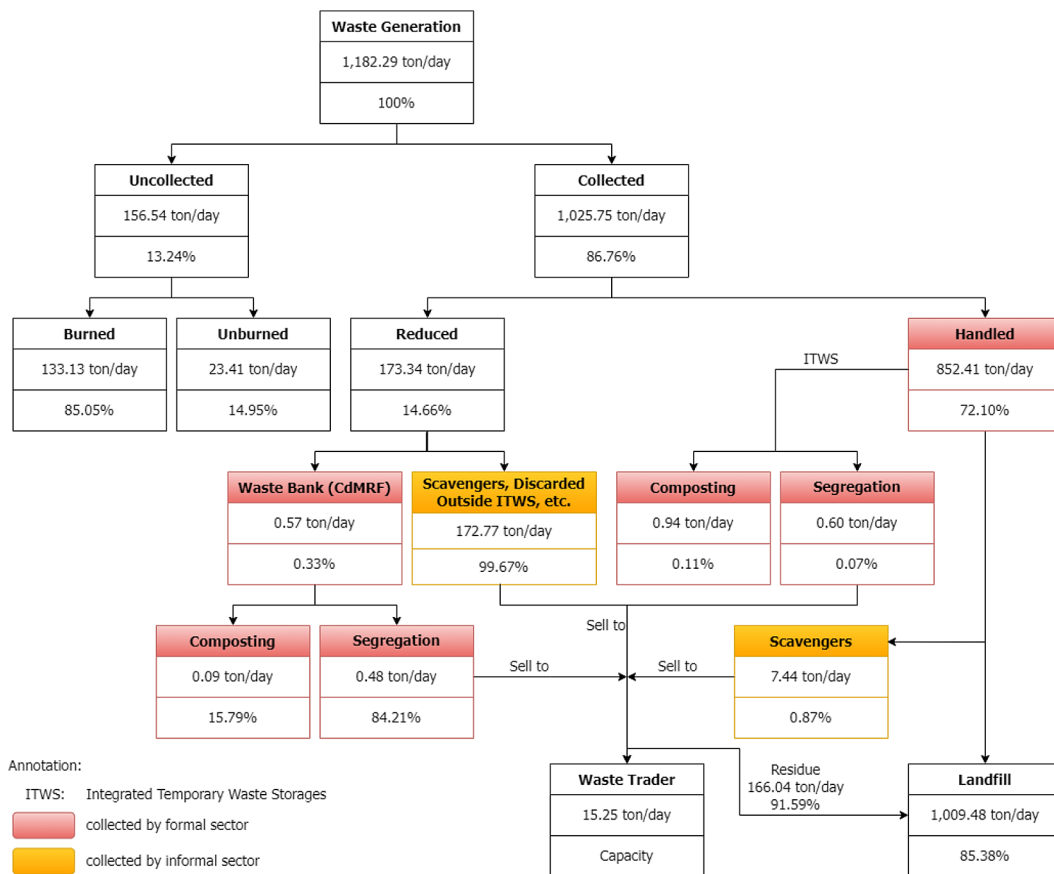 Waste Generation
1,182.29 ton/day
100%
Uncollected
156.54 ton/day
13.24%
Collected
1,025.75 ton/day
86.76%
Burned
133.13 ton/day
85.05%
Unburned
23.41 ton/day
14.95%
Reduced
173.34 ton/day
14.66%
Handled
852.41 ton/day
72.10%
ITWS
Waste Bank (CdMRF)
0.57 ton/day
0.33%
Scavengers, Discarded
Outside ITWS, etc.
172.77 ton/day
99.67%
Composting
0.94 ton/day
0.11%
Segregation
0.60 ton/day
0.07%
Composting
0.09 ton/day
15.79%
Segregation
0.48 ton/day
84.21%
Sell to
Sell to
Sell to
Scavengers
7.44 ton/day
0.87%
Waste Trader
15.25 ton/day
Capacity
Residue
166.04 ton/day
91.59%
Landfill
1,009.48 ton/day
85.38%
Annotation:
ITWS: Integrated Temporary Waste Storages
collected by formal sector
collected by informal sector